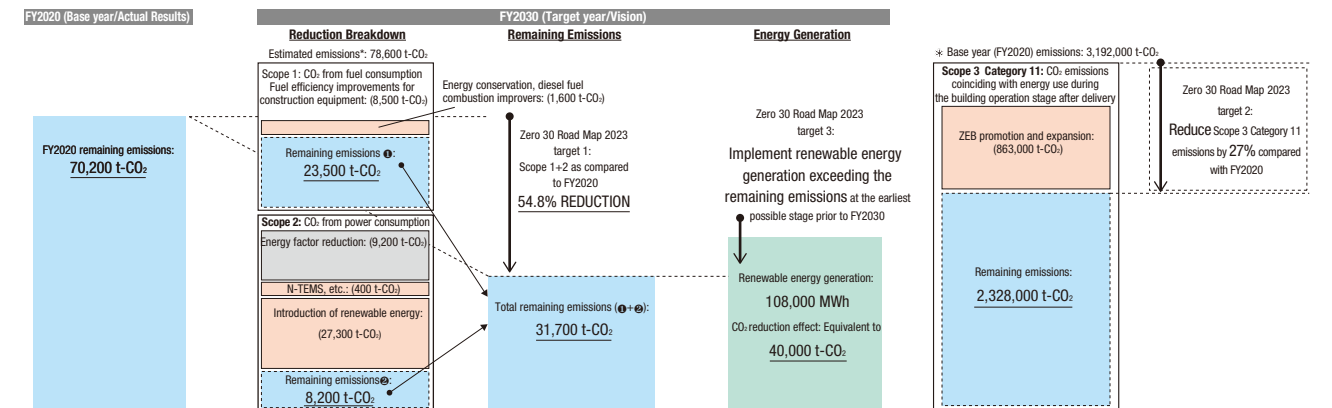 FY2020 (Base year/Actual Results)
FY2030 (Target year/Vision)
Reduction Breakdown
Remaining Emissions
Energy Generation
Estimated emissions*: 78,600 t-CO₂
FY2020 remaining emissions:
70,200 t-CO₂
Scope 1: CO₂ from fuel consumption
Fuel efficiency improvements for
construction equipment: (8,500 t-CO₂)
Energy conservation, diesel fuel
combustion improvers: (1,600 t-CO₂)
Remaining emissions ❶:
23,500 t-CO₂
Scope 2: CO₂ from power consumption
Energy factor reduction: (9,200 t-CO₂)
N-TEMS, etc.: (400 t-CO₂)
Introduction of renewable energy:
(27,300 t-CO₂)
Remaining emissions❷:
8,200 t-CO₂
Zero 30 Road Map 2023
target 1:
Scope 1+2 as compared
to FY2020
54.8% REDUCTION
Total remaining emissions (❶+❷):
31,700 t-CO₂
Zero 30 Road Map 2023
target 3:
Implement renewable energy
generation exceeding the
remaining emissions at the earliest
possible stage prior to FY2030
Renewable energy generation:
108,000 MWh
CO₂ reduction effect: Equivalent to
40,000 t-CO₂
＊ Base year (FY2020) emissions: 3,192,000 t-CO₂
Scope 3 Category 11: CO₂ emissions
coinciding with energy use during
the building operation stage after delivery
ZEB promotion and expansion:
(863,000 t-CO₂)
Remaining emissions:
2,328,000 t-CO₂
Zero 30 Road Map 2023
target 2:
Reduce Scope 3 Category 11
emissions by 27% compared
with FY2020